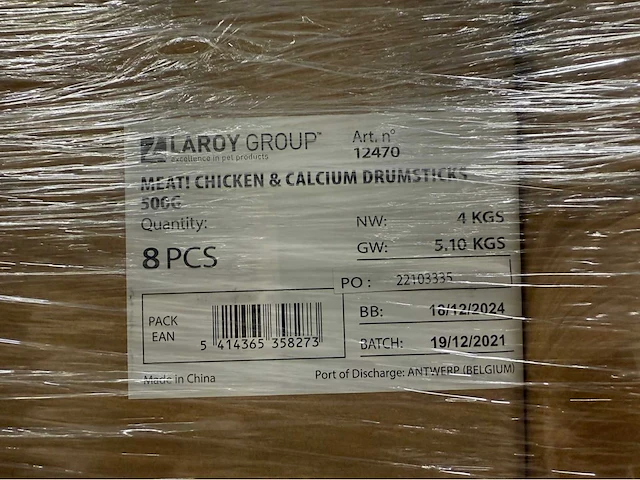 LAROY GROUP™
Excellence in pet products
Art. n°
12470
MEAT! CHICKEN & CALCIUM DRUMSTICKS
500G
Quantity:
8 PCS
NW: 4 KGS
GW: 5.10 KGS
PO : 22103335
BB: 18/12/2024
BATCH: 19/12/2021
PACK
EAN
5 414365 358273
Made in China
Port of Discharge: ANTWERP (BELGIUM)